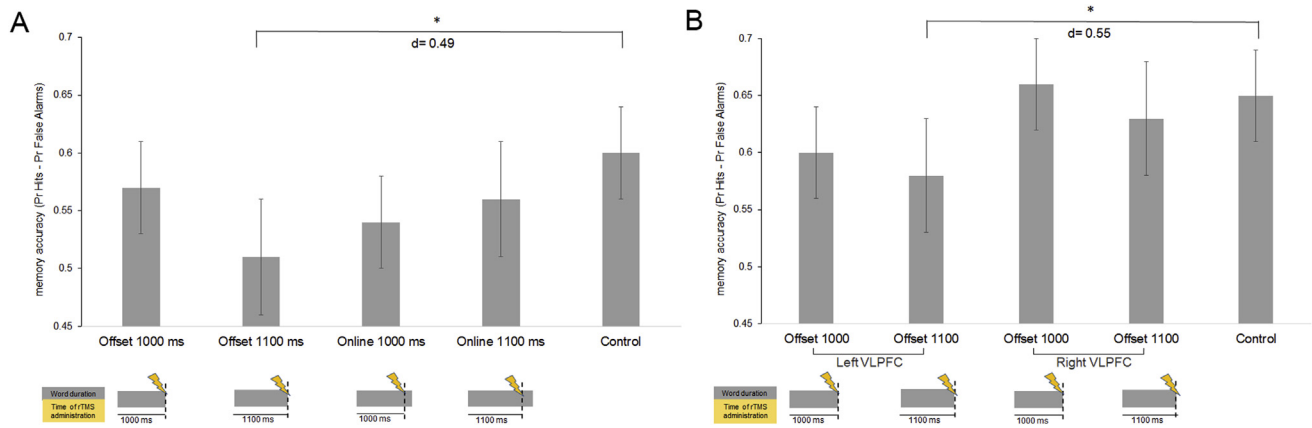 A
*
d= 0.49
memory accuracy (Pr Hits - Pr False Alarms)
0.7
0.65
0.6
0.55
0.5
0.45
Offset 1000 ms
Offset 1100 ms
Online 1000 ms
Online 1100 ms
Control
Word duration
Time of rTMS
administration
1000 ms
1100 ms
1000 ms
1100 ms
B
*
d= 0.55
memory accuracy (Pr Hits - Pr False Alarms)
0.7
0.65
0.6
0.55
0.5
0.45
Offset 1000
Offset 1100
Offset 1000
Offset 1100
Control
Left VLPFC
Right VLPFC
Word duration
Time of rTMS
administration
1000 ms
1100 ms
1000 ms
1100 ms